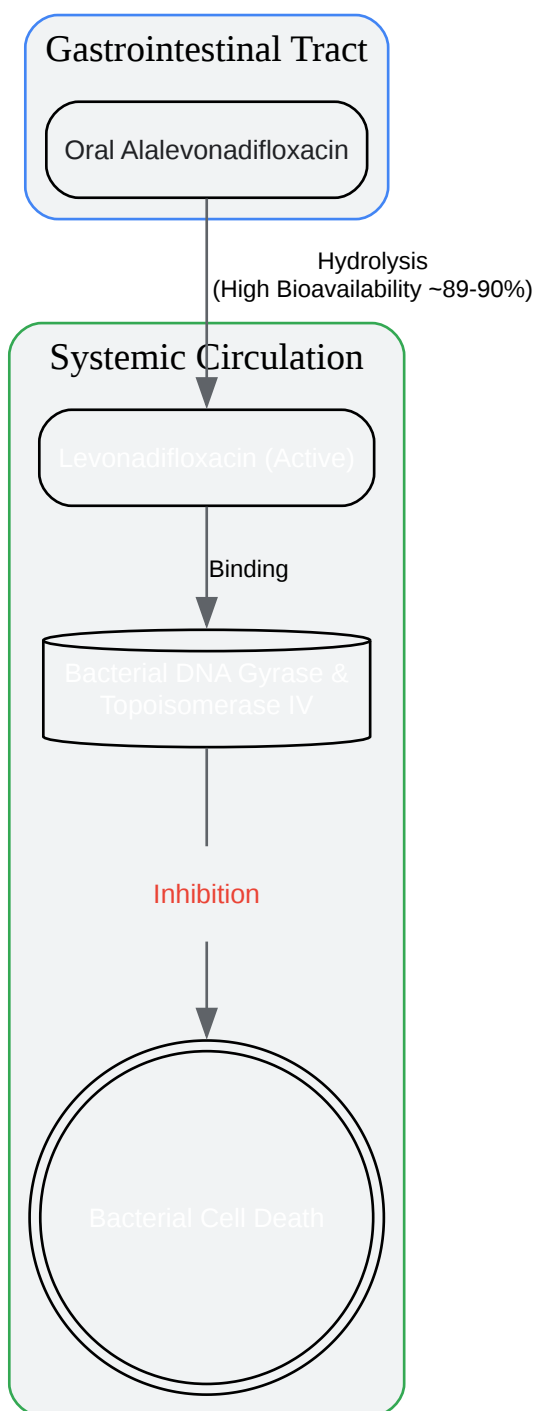 Gastrointestinal Tract
Oral Alalevonadifloxacin
Hydrolysis
(High Bioavailability ~89-90%)
Systemic Circulation
Levonadifloxacin (Active)
Binding
Bacterial DNA Gyrase &
Topoisomerase IV
Inhibition
Bacterial Cell Death